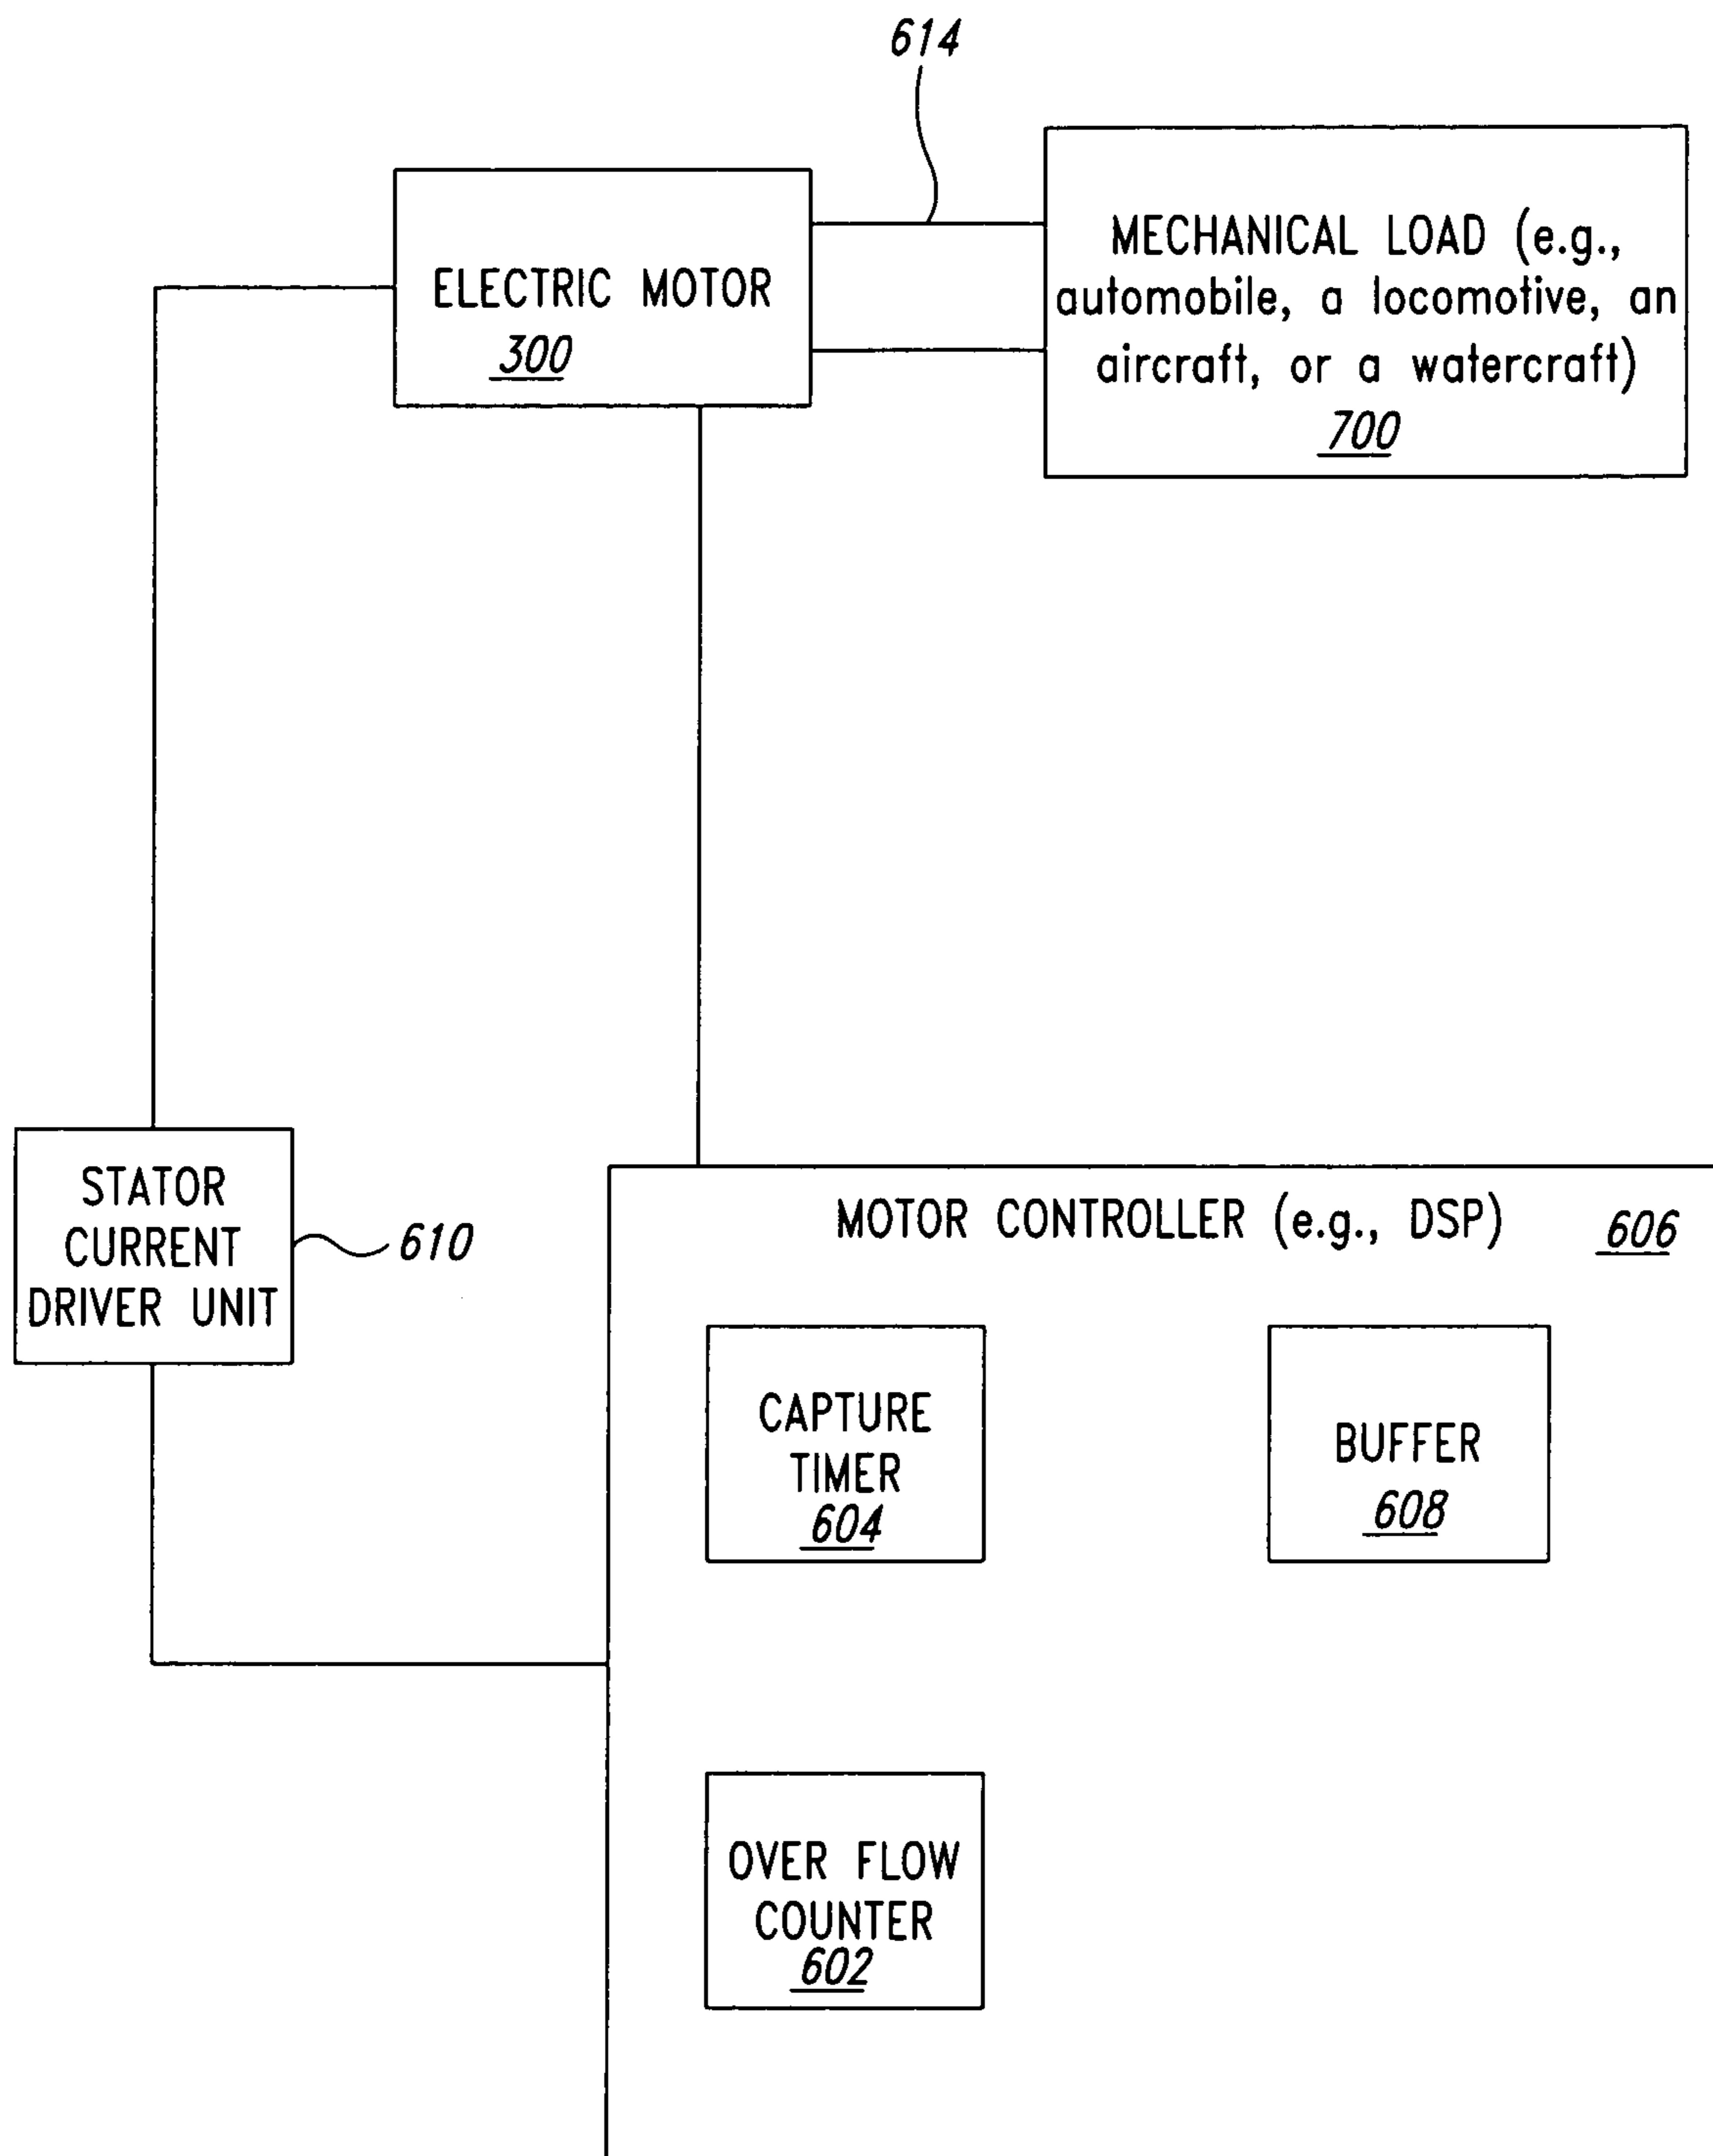 614
ELECTRIC MOTOR
300
MECHANICAL LOAD (e.g.,
automobile, a locomotive, an
aircraft, or a watercraft)
700
STATOR
CURRENT
DRIVER UNIT
610
MOTOR CONTROLLER (e.g., DSP)
606
CAPTURE
TIMER
604
BUFFER
608
OVER FLOW
COUNTER
602